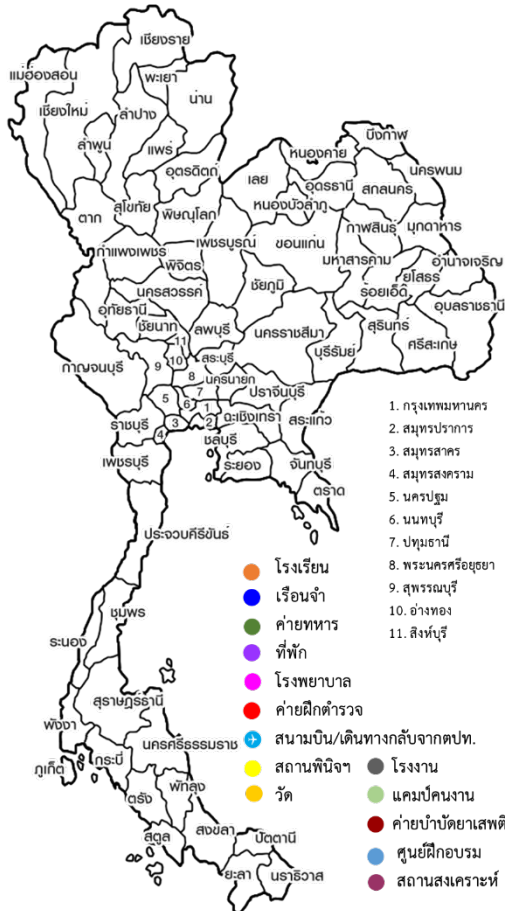 เชียงราย
แม่ฮ่องสอน
พะเยา
น่าน
เชียงใหม่
ลำปาง
ลำพูน
แพร่
อุตรดิตถ์
ตาก
สุโขทัย
พิษณุโลก
กำแพงเพชร
พิจิตร
เพชรบูรณ์
นครสวรรค์
อุทัยธานี
ชัยนาท
ลพบุรี
สระบุรี
บึงกาฬ
หนองคาย
เลย
อุดรธานี
นครพนม
สกลนคร
หนองบัวลำภู
กาฬสินธุ์
มุกดาหาร
ขอนแก่น
มหาสารคาม
อำนาจเจริญ
ยโสธร
ร้อยเอ็ด
ชัยภูมิ
อุบลราชธานี
นครราชสีมา
สุรินทร์
บุรีรัมย์
ศรีสะเกษ
กาญจนบุรี
11
10
9
8
นครนายก
7
ปราจีนบุรี
5
6
1
ฉะเชิงเทรา
สระแก้ว
ราชบุรี
3
2
4
ชลบุรี
เพชรบุรี
ระยอง
จันทบุรี
ตราด
ประจวบคีรีขันธ์
ชุมพร
ระนอง
สุราษฎร์ธานี
พังงา
นครศรีธรรมราช
ภูเก็ต
กระบี่
ตรัง
พัทลุง
สตูล
สงขลา
ปัตตานี
ยะลา
นราธิวาส
1. กรุงเทพมหานคร
2. สมุทรปราการ
3. สมุทรสาคร
4. สมุทรสงคราม
5. นครปฐม
6. นนทบุรี
7. ปทุมธานี
8. พระนครศรีอยุธยา
9. สุพรรณบุรี
10. อ่างทอง
11. สิงห์บุรี
โรงเรียน
เรือนจำ
ค่ายทหาร
ที่พัก
โรงพยาบาล
ค่ายฝึกตำรวจ
สนามบิน/เดินทางกลับจากตปท.
สถานพินิจฯ
วัด
โรงงาน
แคมป์คนงาน
ค่ายบำบัดยาเสพติ
ศูนย์ฝึกอบรม
สถานสงเคราะห์